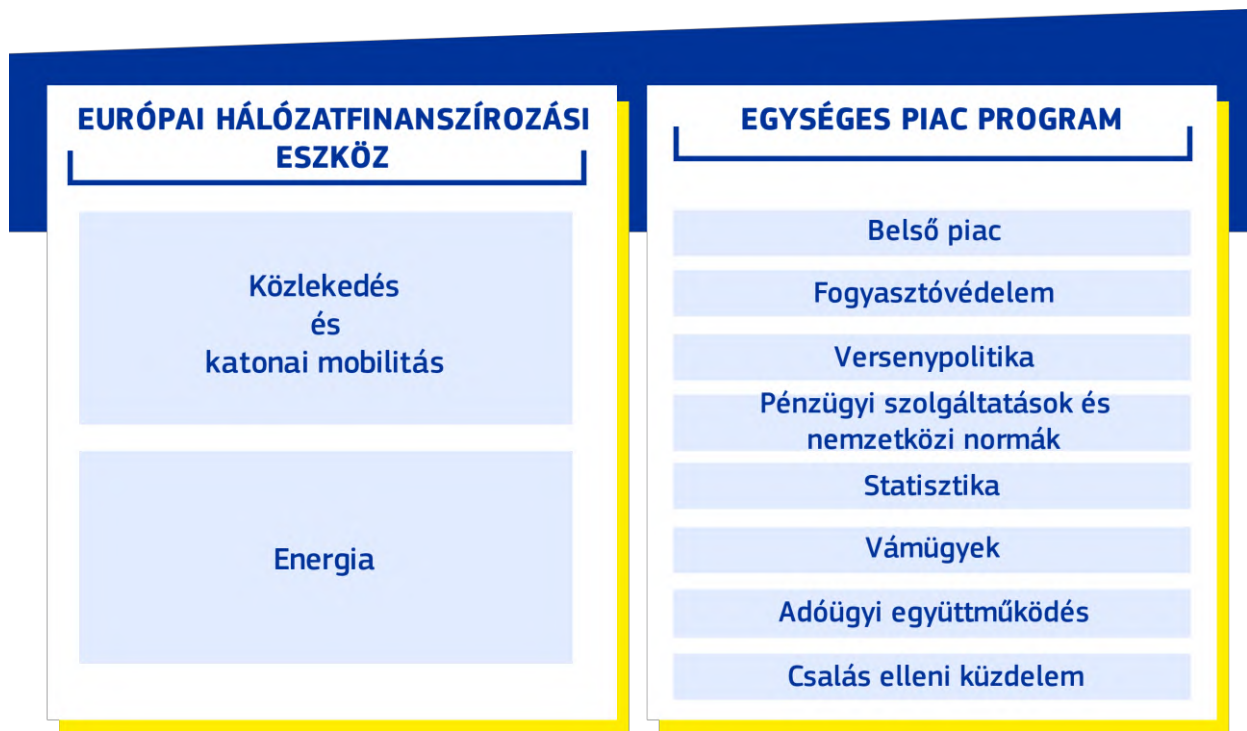 EURÓPAI HÁLÓZATFINANSZÍROZÁSI
ESZKÖZ
Közlekedés
és
katonai mobilitás
Energia
EGYSÉGES PIAC PROGRAM
Belső piac
Fogyasztóvédelem
Versenypolitika
Pénzügyi szolgáltatások és
nemzetközi normák
Statisztika
Vámügyek
Adóügyi együttműködés
Csalás elleni küzdelem